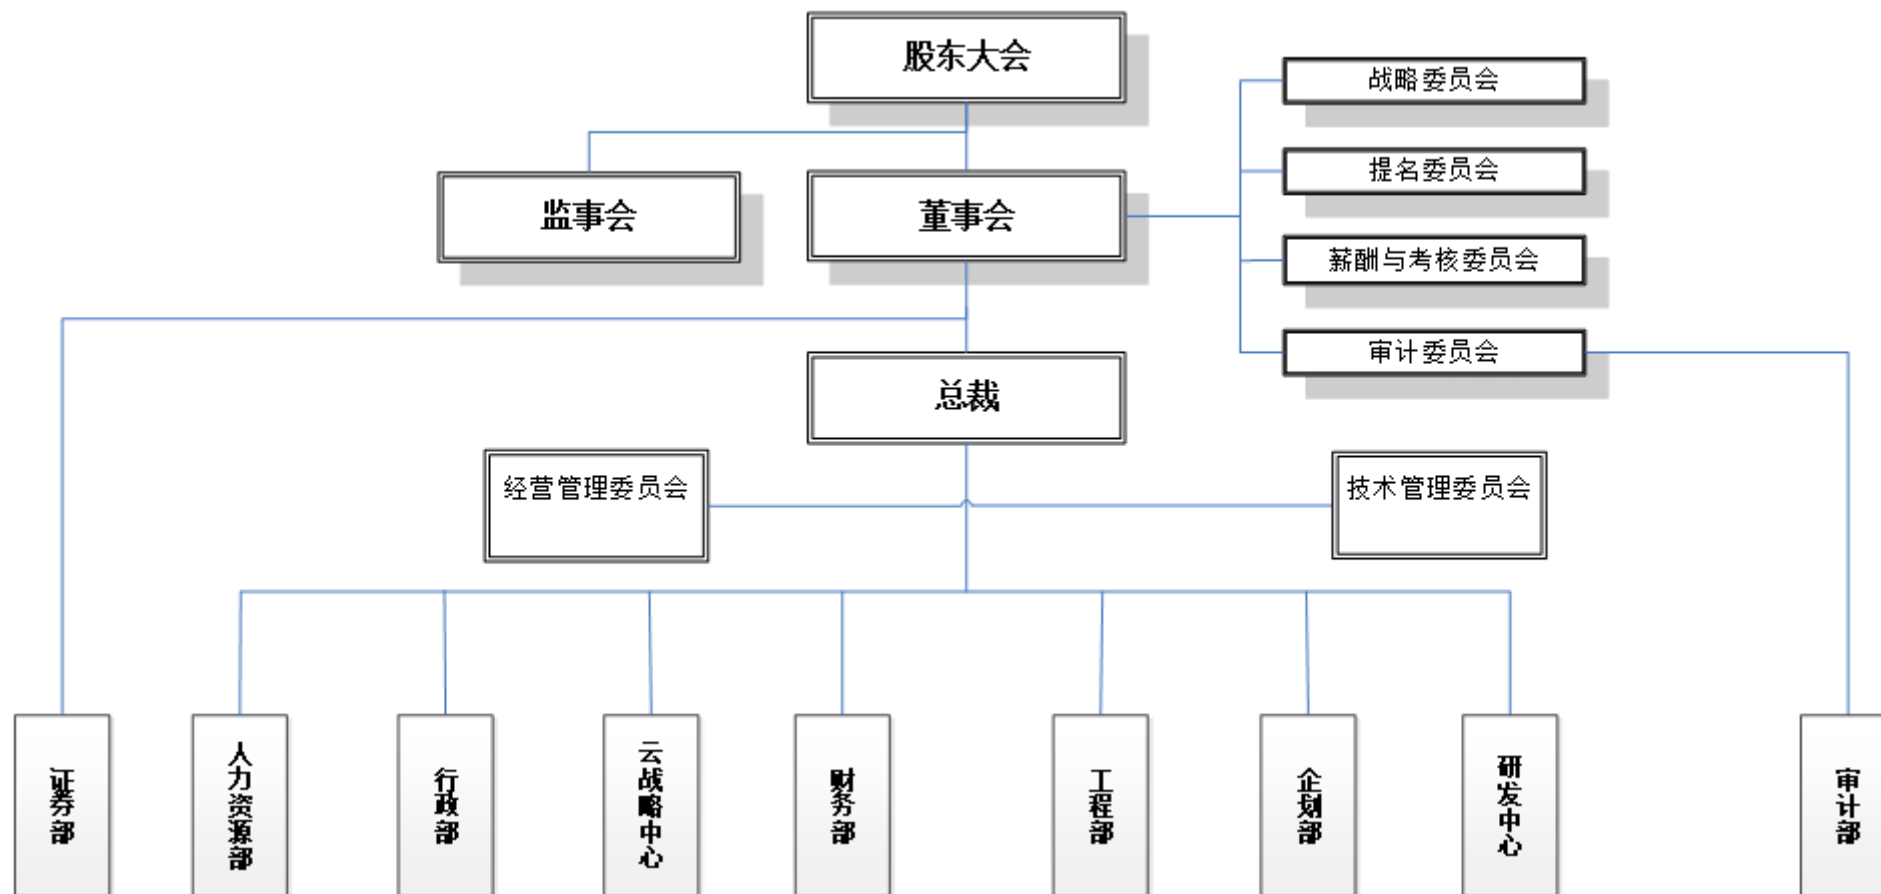 股东大会
战略委员会
提名委员会
监事会
董事会
薪酬与考核委员会
审计委员会
总裁
经营管理委员会
技术管理委员会
证券部
人力资源部
行政部
云战略中心
财务部
工程部
企划部
研发中心
审计部